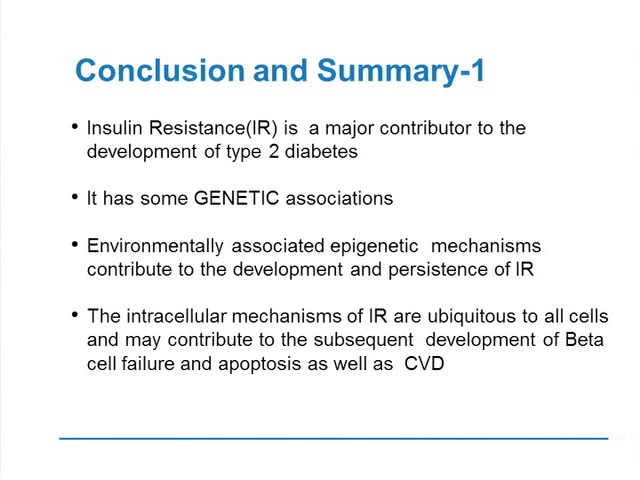 Conclusion and Summary-1
• Insulin Resistance(IR) is a major contributor to the
development of type 2 diabetes
• It has some GENETIC associations
• Environmentally associated epigenetic mechanisms
contribute to the development and persistence of IR
• The intracellular mechanisms of IR are ubiquitous to all cells
and may contribute to the subsequent development of Beta
cell failure and apoptosis as well as CVD